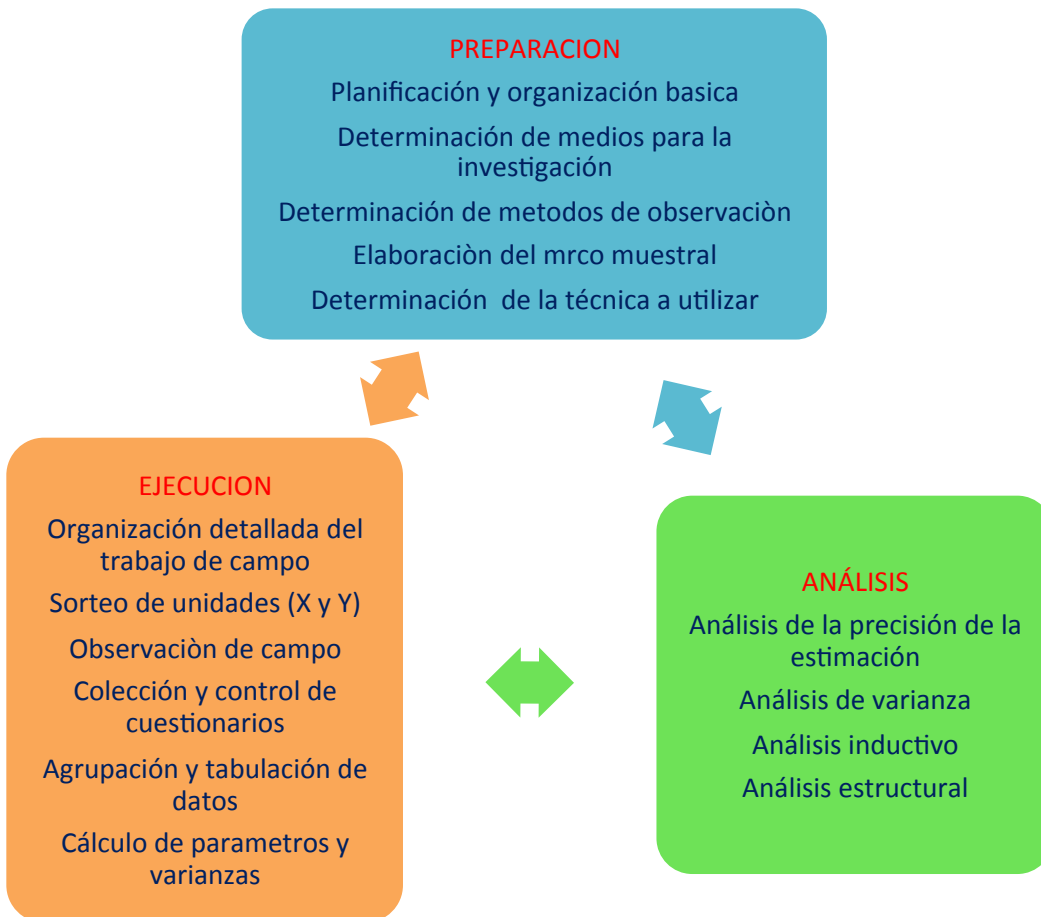 PREPARACION
Planificación y organización basica
Determinación de medios para la
investigación
Determinación de metodos de observaciòn
Elaboraciòn del mrco muestral
Determinación  de la técnica a utilizar
EJECUCION
Organización detallada del
trabajo de campo
Sorteo de unidades (X y Y)
Observaciòn de campo
Colección y control de
cuestionarios
Agrupación y tabulación de
datos
Cálculo de parametros y
varianzas
ANÁLISIS
Análisis de la precisión de la
estimación
Análisis de varianza
Análisis inductivo
Análisis estructural